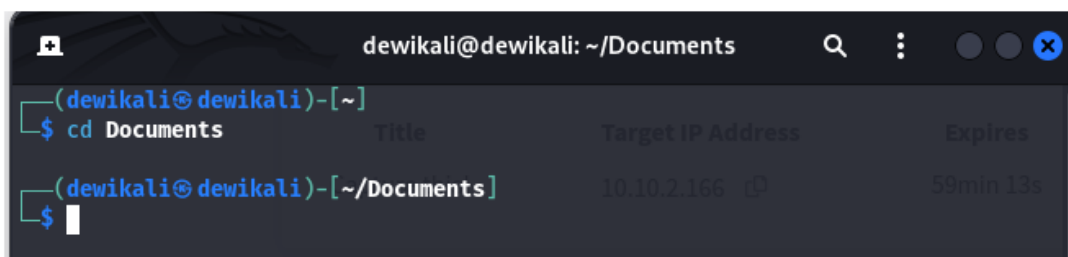 dewikali@dewikali: ~/Documents
┌──(dewikali㉿dewikali)-[~]
└─$ cd Documents
Title Target IP Address Expires
┌──(dewikali㉿dewikali)-[~/Documents]
10.10.2.166 59min 13s
└─$